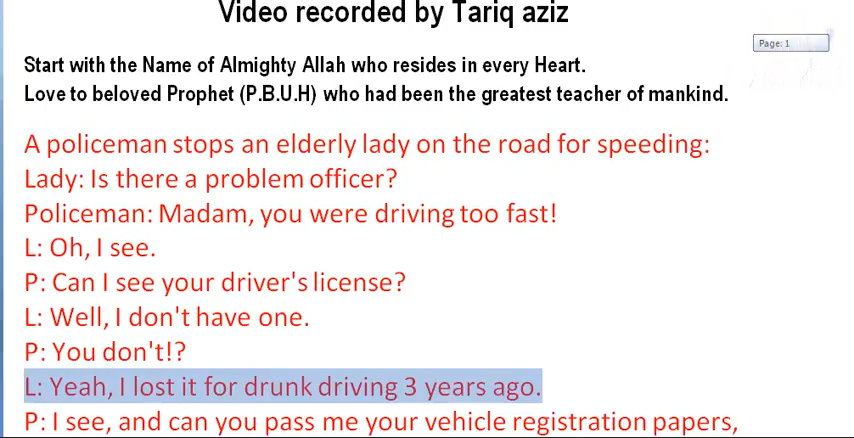 Video recorded by Tariq aziz
Page: 1
Start with the Name of Almighty Allah who resides in every Heart.
Love to beloved Prophet (P.B.U.H) who had been the greatest teacher of mankind.
A policeman stops an elderly lady on the road for speeding:
Lady: Is there a problem officer?
Policeman: Madam, you were driving too fast!
L: Oh, I see.
P: Can I see your driver's license?
L: Well, I don't have one.
P: You don't!?
L: Yeah, I lost it for drunk driving 3 years ago.
P: I see, and can you pass me your vehicle registration papers,